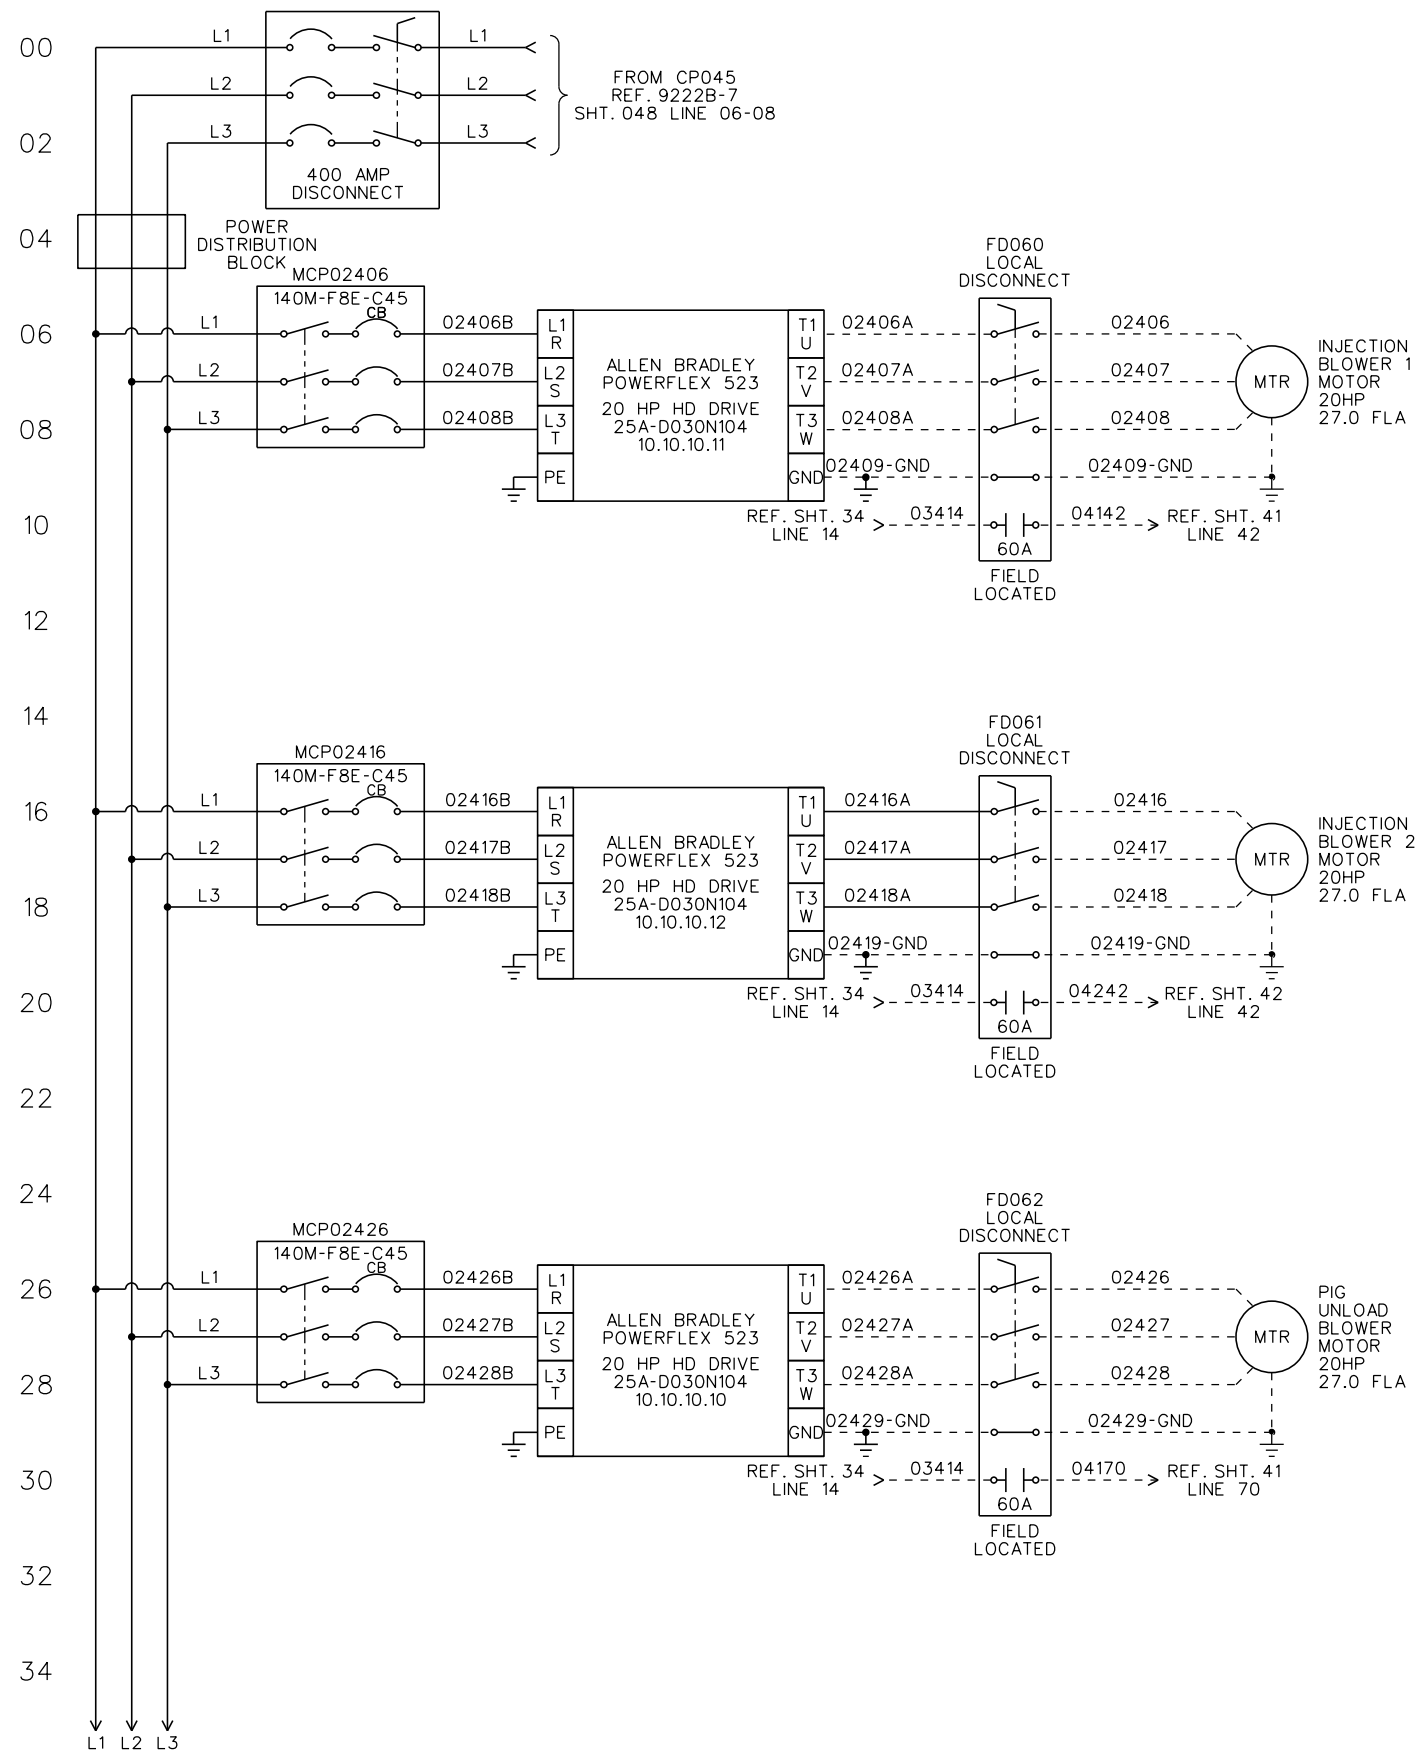 00
L1
L1
L2
L2
FROM CP045
REF. 9222B-7
SHT. 048 LINE 06-08
02
L3
L3
400 AMP
DISCONNECT
04
POWER
DISTRIBUTION
BLOCK
MCP02406
140M-F8E-C45
CB
FD060
LOCAL
DISCONNECT
06
L1
02406B
L1
R
T1
U
02406A
02406
L2
02407B
L2
S
T2
V
02407A
02407
08
L3
02408B
L3
T
T3
W
02408A
02408
ALLEN BRADLEY
POWERFLEX 523
20 HP HD DRIVE
25A-D030N104
10.10.10.11
MTR
INJECTION
BLOWER 1
MOTOR
20HP
27.0 FLA
PE
GND
02409-GND
02409-GND
10
REF. SHT. 34
LINE 14
03414
60A
04142
REF. SHT. 41
LINE 42
FIELD
LOCATED
12
14
MCP02416
140M-F8E-C45
CB
FD061
LOCAL
DISCONNECT
16
L1
02416B
L1
R
T1
U
02416A
02416
L2
02417B
L2
S
T2
V
02417A
02417
18
L3
02418B
L3
T
T3
W
02418A
02418
ALLEN BRADLEY
POWERFLEX 523
20 HP HD DRIVE
25A-D030N104
10.10.10.12
MTR
INJECTION
BLOWER 2
MOTOR
20HP
27.0 FLA
PE
GND
02419-GND
02419-GND
20
REF. SHT. 34
LINE 14
03414
60A
04242
REF. SHT. 42
LINE 42
FIELD
LOCATED
22
24
MCP02426
140M-F8E-C45
CB
FD062
LOCAL
DISCONNECT
26
L1
02426B
L1
R
T1
U
02426A
02426
L2
02427B
L2
S
T2
V
02427A
02427
28
L3
02428B
L3
T
T3
W
02428A
02428
ALLEN BRADLEY
POWERFLEX 523
20 HP HD DRIVE
25A-D030N104
10.10.10.10
MTR
PIG
UNLOAD
BLOWER
MOTOR
20HP
27.0 FLA
PE
GND
02429-GND
02429-GND
30
REF. SHT. 34
LINE 14
03414
60A
04170
REF. SHT. 41
LINE 70
FIELD
LOCATED
32
34
L1 L2 L3